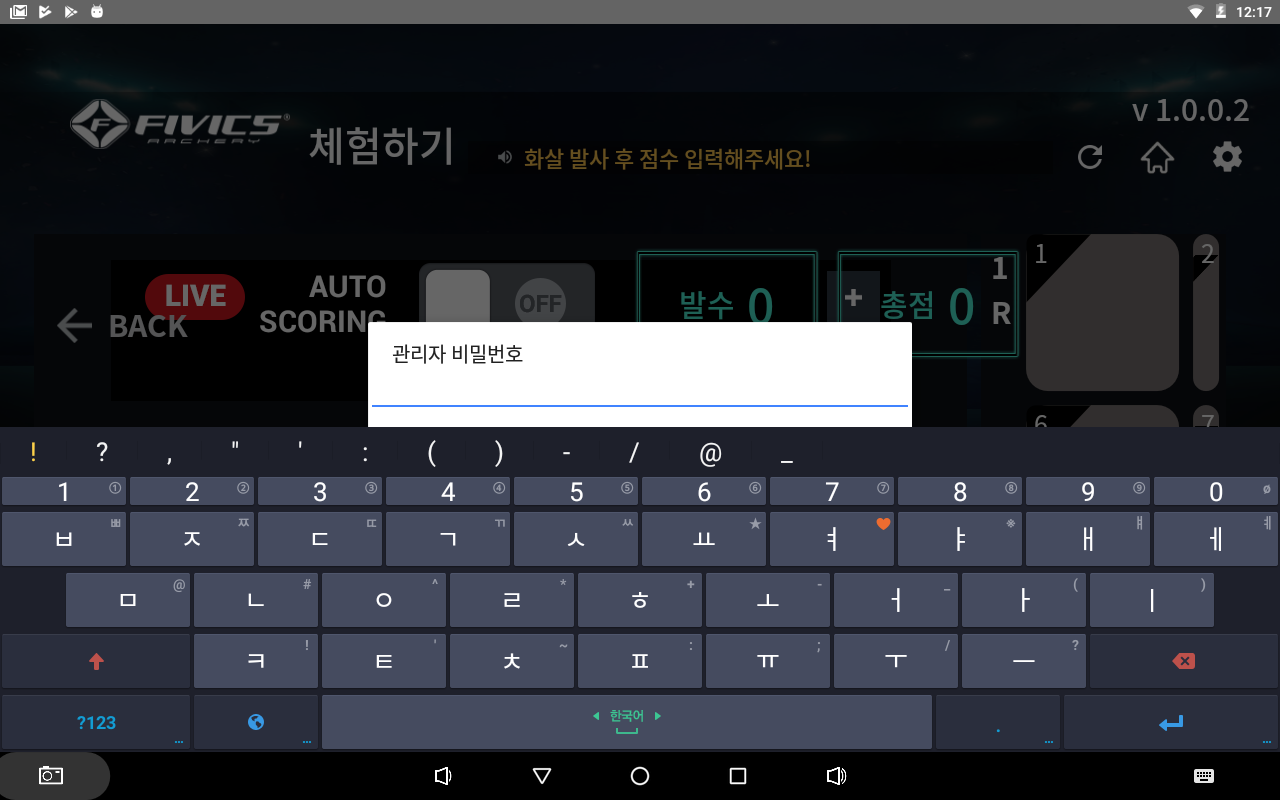 12:17
FIVICS®
ARCHERY
체험하기
화살 발사 후 점수 입력해주세요!
v 1.0.0.2
BACK
LIVE
AUTO
SCORING
OFF
발수 0
+
총점 0
1
R
1
2
6
7
관리자 비밀번호
! ? , " ' : ( ) - / @ _
1 ① 2 ② 3 ③ 4 ④ 5 ⑤ 6 ⑥ 7 ⑦ 8 ⑧ 9 ⑨ 0 ø
ㅂ ㅃ ㅈ ㅉ ㄷ ㄸ ㄱ ㄲ ㅅ ㅆ ㅛ ★ ㅕ ㅑ ※ ㅐ ㅒ ㅔ ㅖ
ㅁ @ ㄴ # ㅇ ^ ㄹ * ㅎ + ㅗ - ㅓ _ ㅏ ( ㅣ )
ㅋ ! ㅌ ' ㅊ ~ ㅍ : ㅠ ; ㅜ / ㅡ ?
?123 ... ... 한국어 . ... ...